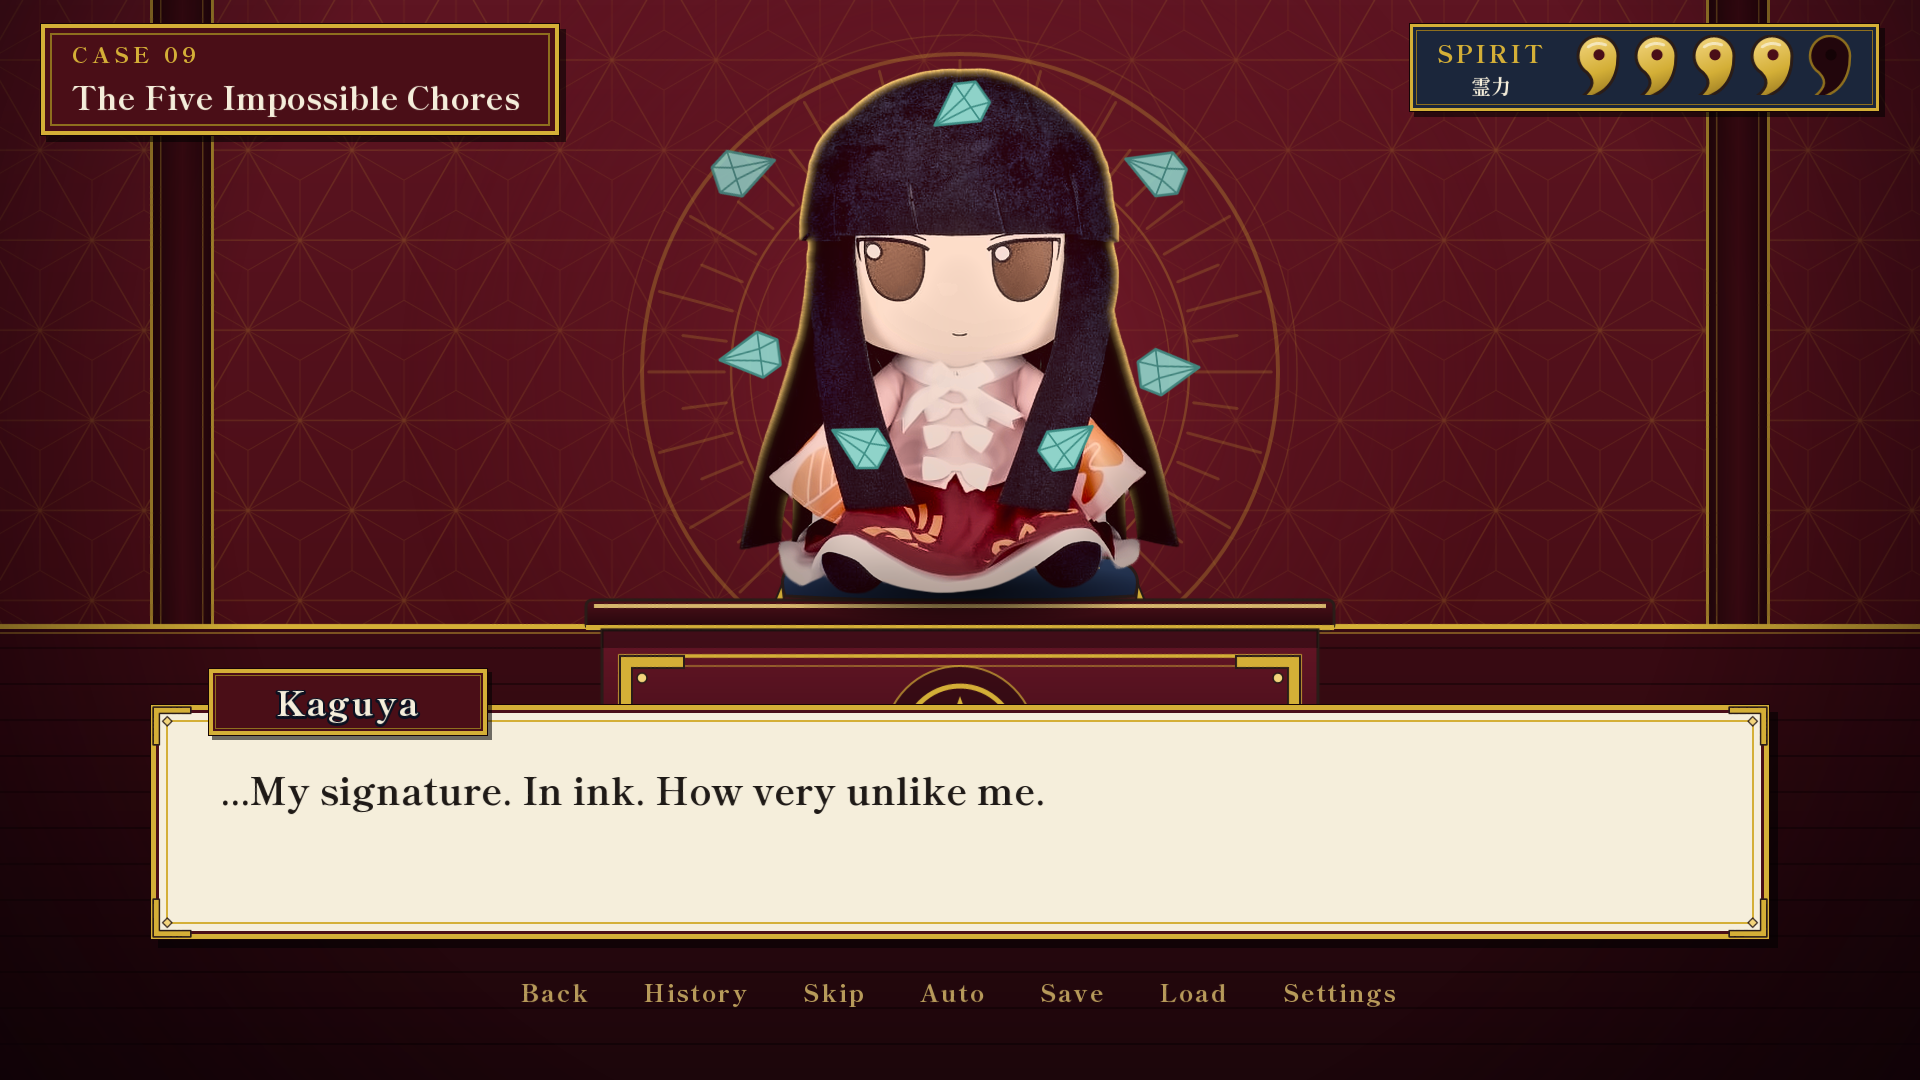 CASE 09
The Five Impossible Chores
SPIRIT
霊力
Kaguya
...My signature. In ink. How very unlike me.
Back
History
Skip
Auto
Save
Load
Settings